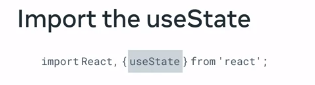 Import the useState
import React, {useState} from 'react';